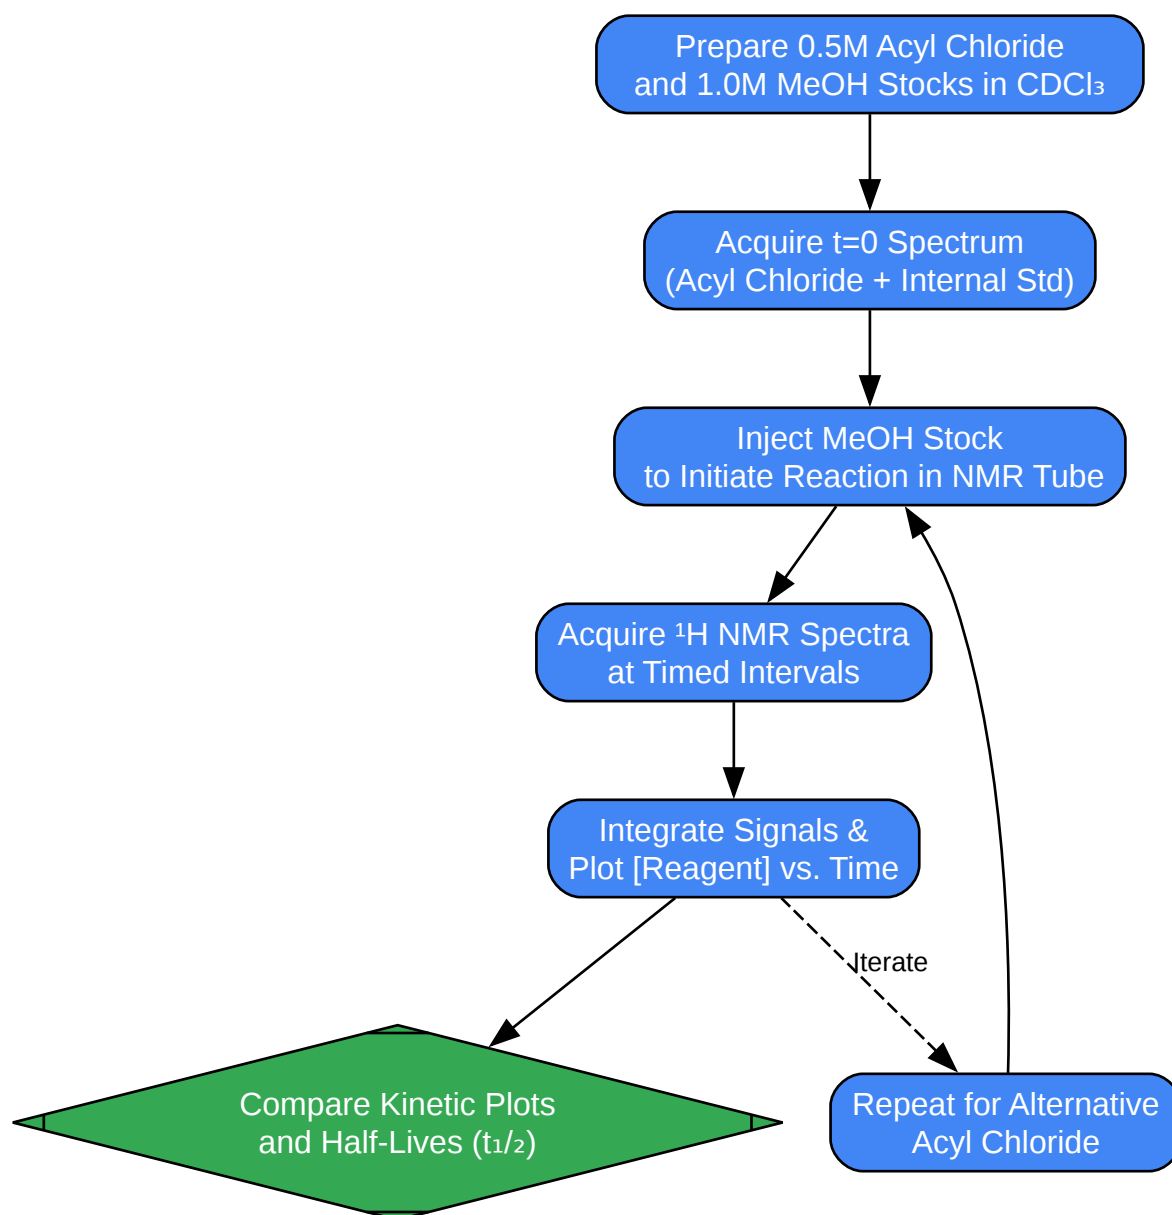 Prepare 0.5M Acyl Chloride
and 1.0M MeOH Stocks in CDCl₃
Acquire t=0 Spectrum
(Acyl Chloride + Internal Std)
Inject MeOH Stock
to Initiate Reaction in NMR Tube
Acquire ¹H NMR Spectra
at Timed Intervals
Integrate Signals &
Plot [Reagent] vs. Time
Iterate
Compare Kinetic Plots
and Half-Lives (t₁/₂)
Repeat for Alternative
Acyl Chloride